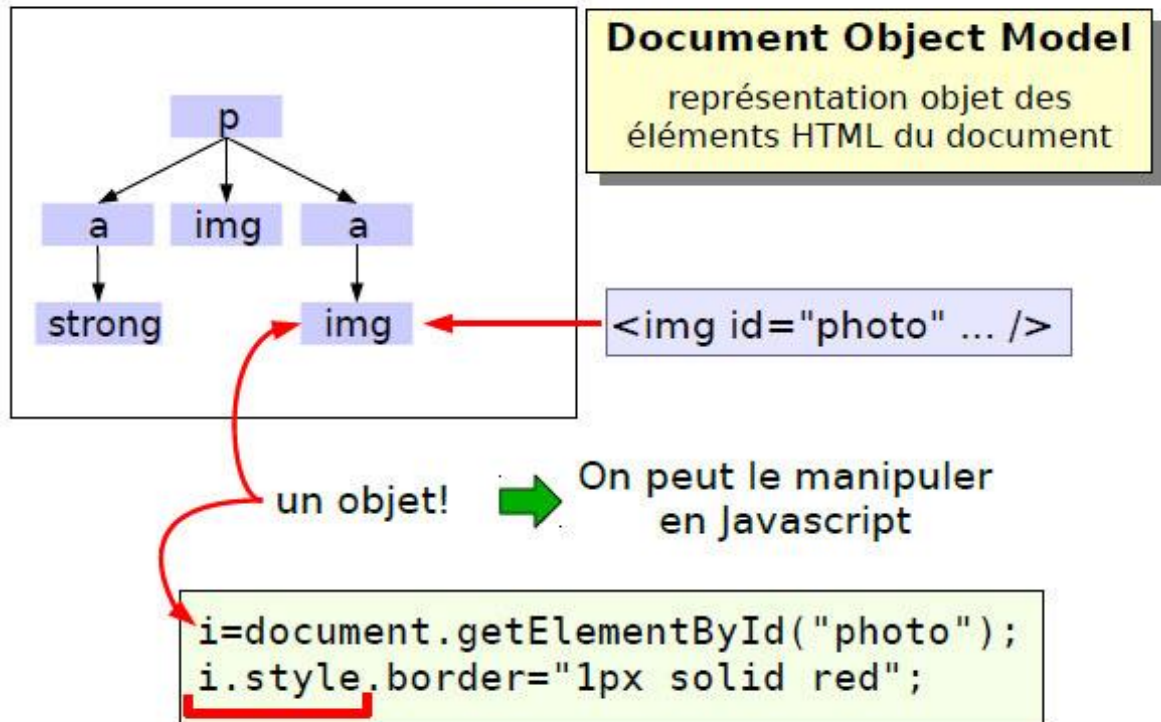 Document Object Model
représentation objet des
éléments HTML du document
p
a img a
strong img
<img id="photo" ... />
un objet!
On peut le manipuler
en Javascript
i=document.getElementById("photo");
i.style.border="1px solid red";